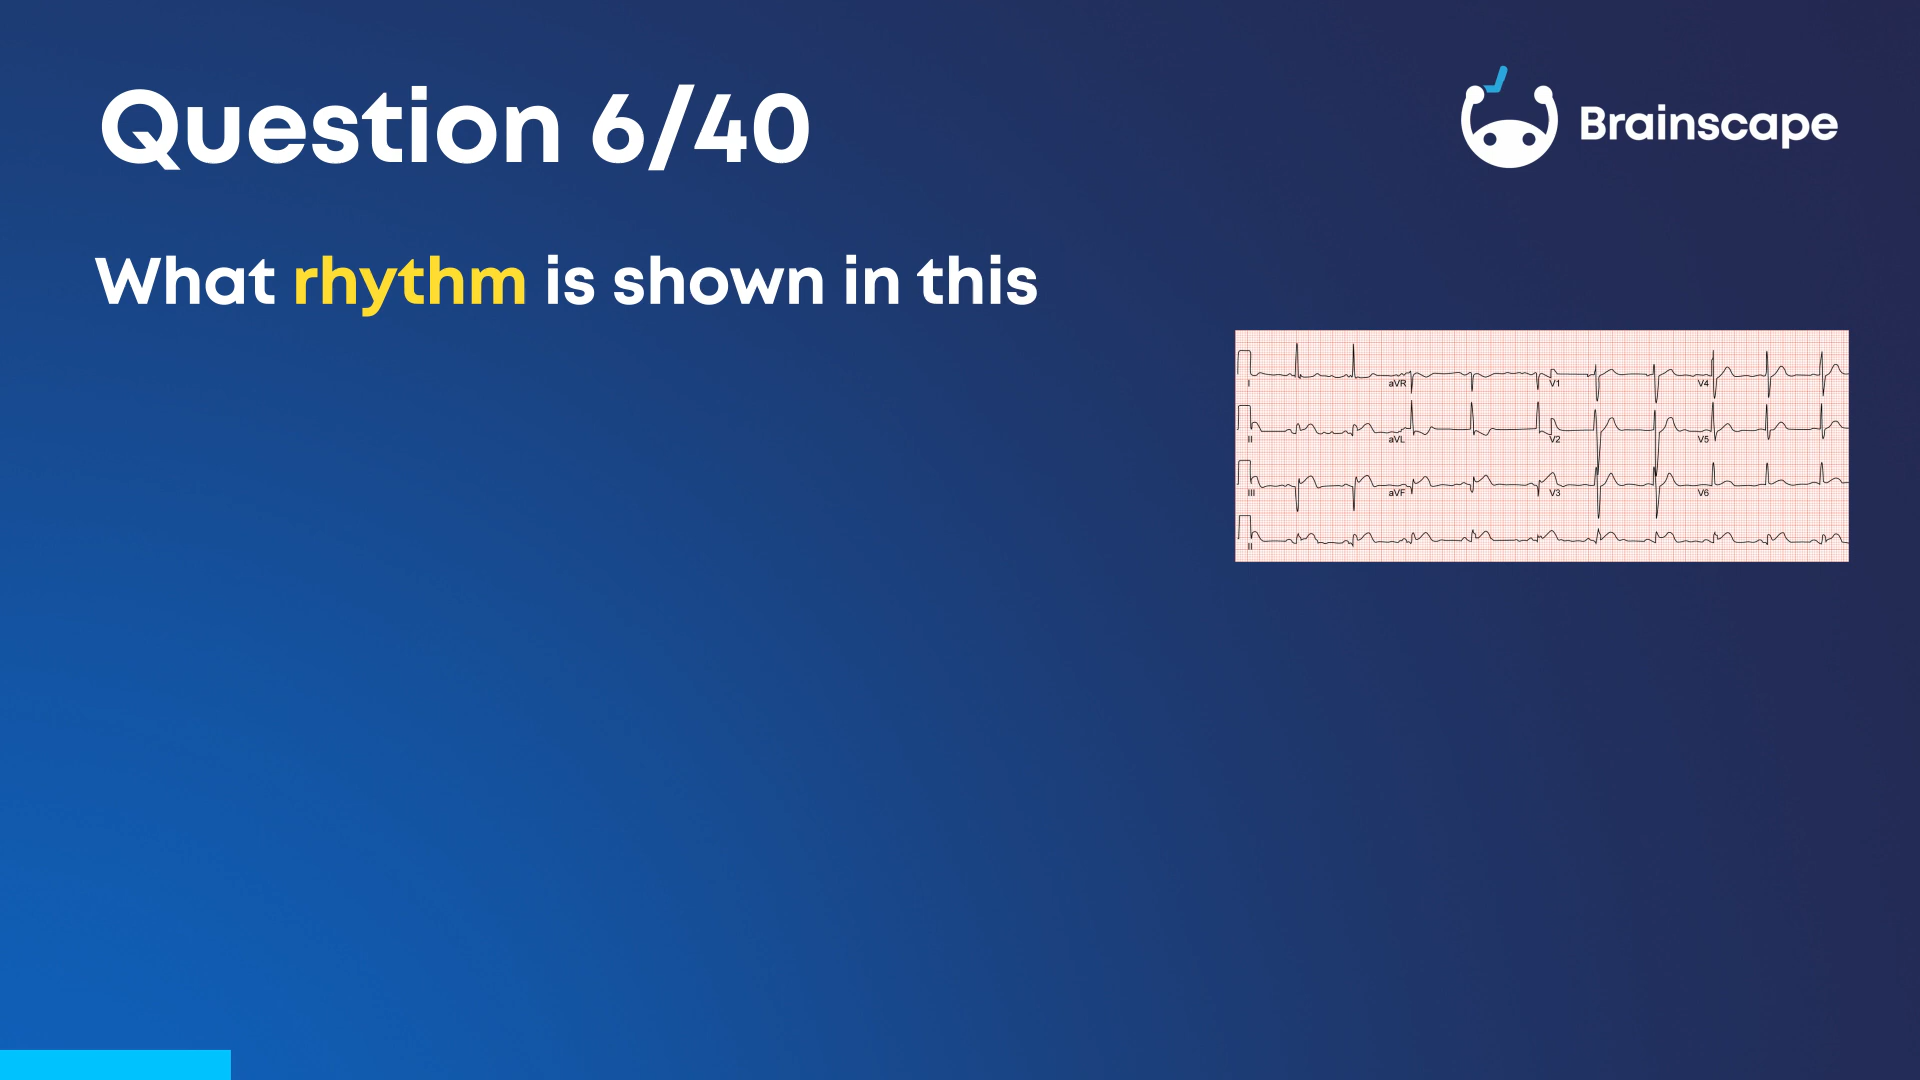 Question 6/40
Brainscape
What rhythm is shown in this
I aVR V1 V4
II aVL V2 V5
III aVF V3 V6
II